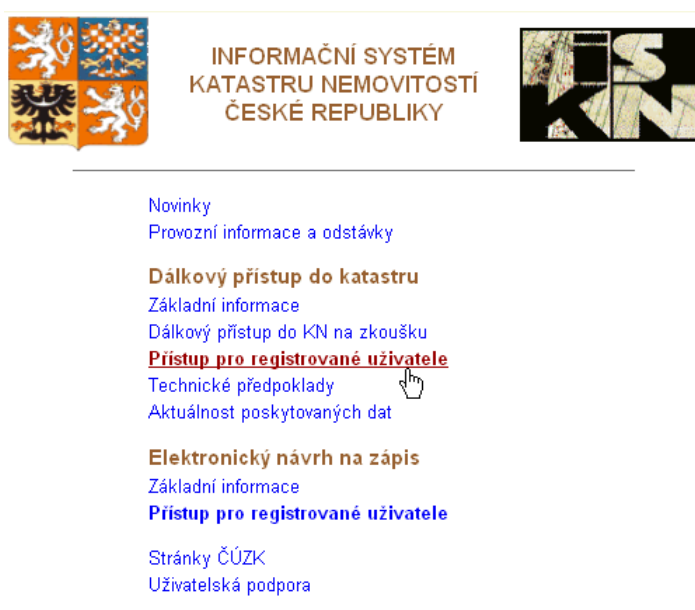 INFORMAČNÍ SYSTÉM
KATASTRU NEMOVITOSTÍ
ČESKÉ REPUBLIKY
IS
KN
Novinky
Provozní informace a odstávky
Dálkový přístup do katastru
Základní informace
Dálkový přístup do KN na zkoušku
Přístup pro registrované uživatele
Technické předpoklady
Aktuálnost poskytovaných dat
Elektronický návrh na zápis
Základní informace
Přístup pro registrované uživatele
Stránky ČÚZK
Uživatelská podpora